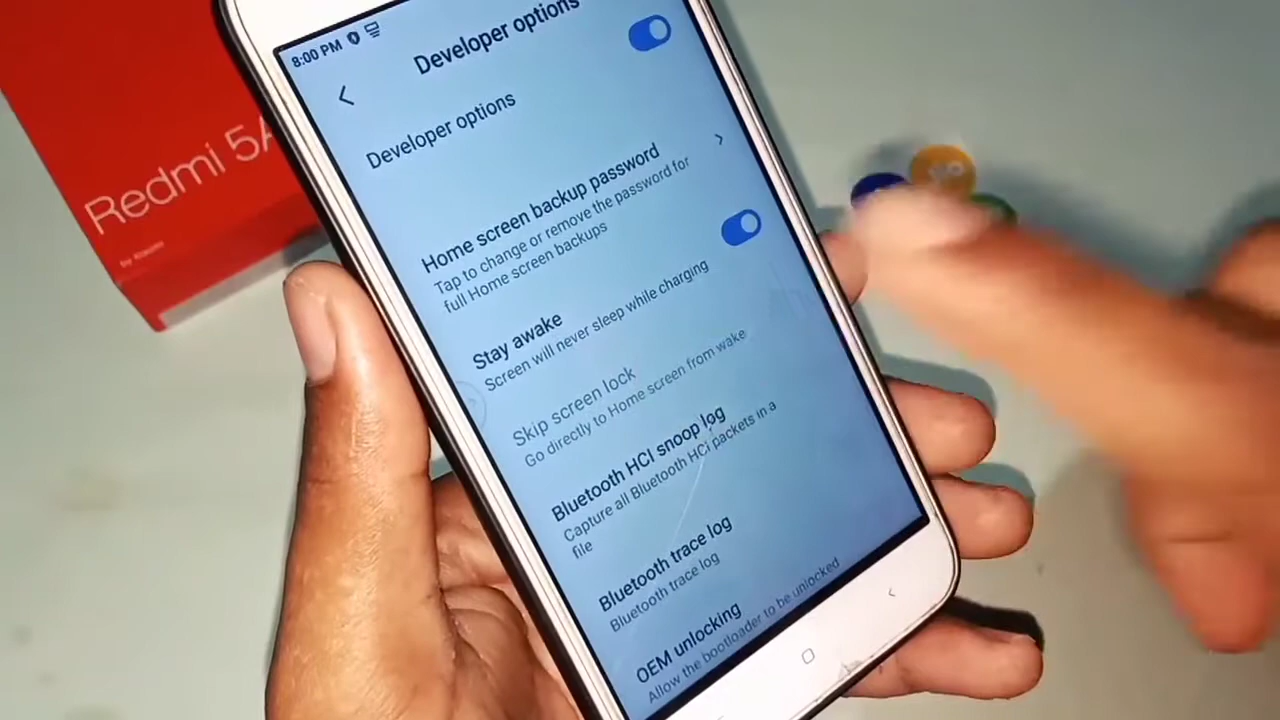 8:00 PM
Developer options
Developer options
Home screen backup password
Tap to change or remove the password for
full Home screen backups
Stay awake
Screen will never sleep while charging
Skip screen lock
Go directly to Home screen from wake
Bluetooth HCI snoop log
Capture all Bluetooth HCI packets in a
file
Bluetooth trace log
Bluetooth trace log
OEM unlocking
Allow the bootloader to be unlocked
Redmi 5A
by Xiaomi